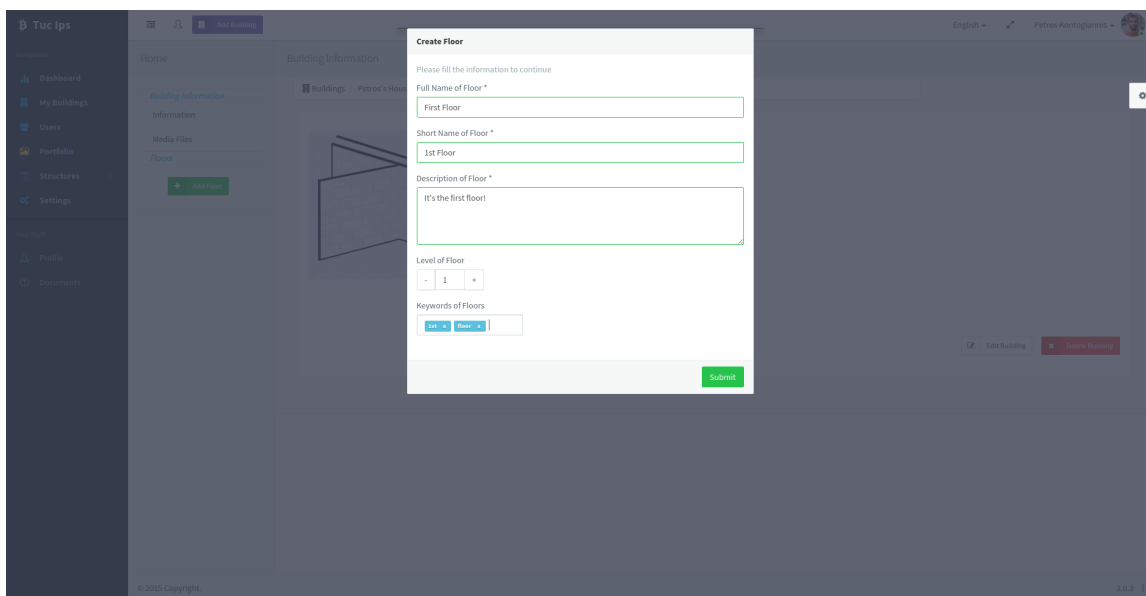 Tuc Ips
Add Building
English
Petros Kontogiannis
Navigation
Dashboard
My Buildings
Users
Portfolio
Structures
Settings
Profile
Documents
Home
Building Information
Information
Media Files
Floors
Add Floor
Building Information
Buildings / Petros's Hous
Create Floor
Please fill the information to continue
Full Name of Floor *
First Floor
Short Name of Floor *
1st Floor
Description of Floor *
It's the first floor!
Level of Floor
- 1 +
Keywords of Floors
1st x floor x
Submit
Edit Building
Delete Building
© 2015 Copyright.